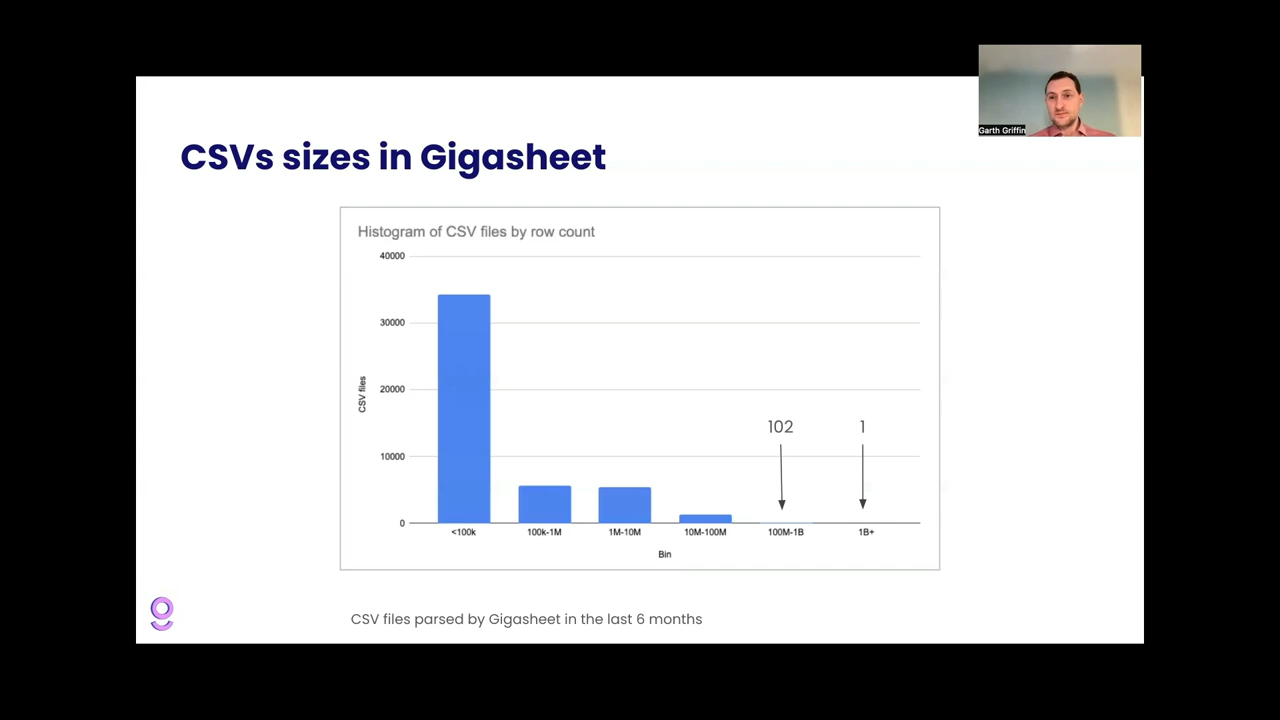 Garth Griffin
CSVs sizes in Gigasheet
Histogram of CSV files by row count
40000
30000
20000
10000
0
CSV files
102
1
<100k
100k-1M
1M-10M
10M-100M
100M-1B
1B+
Bin
CSV files parsed by Gigasheet in the last 6 months